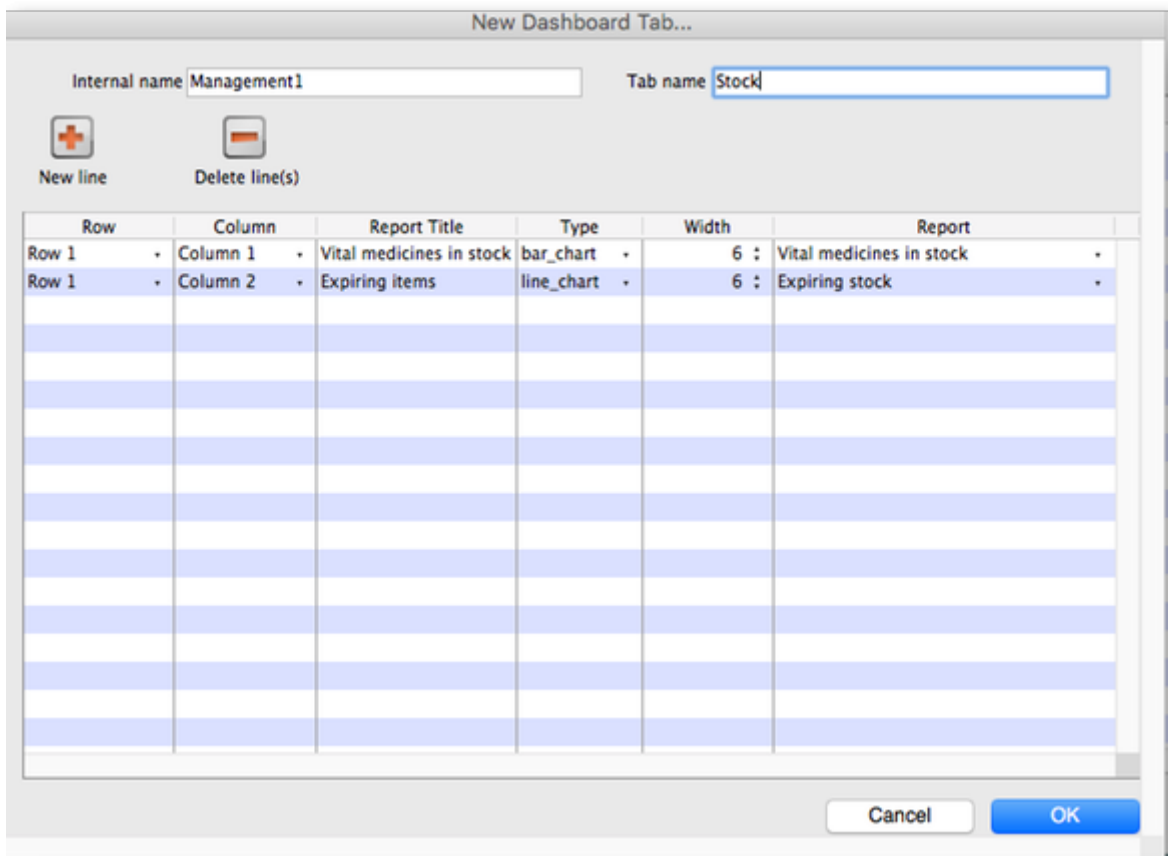 New Dashboard Tab...
Internal name Management1 Tab name Stock
New line Delete line(s)
Row Column Report Title Type Width Report
Row 1 Column 1 Vital medicines in stock bar_chart 6 Vital medicines in stock
Row 1 Column 2 Expiring items line_chart 6 Expiring stock
Cancel OK